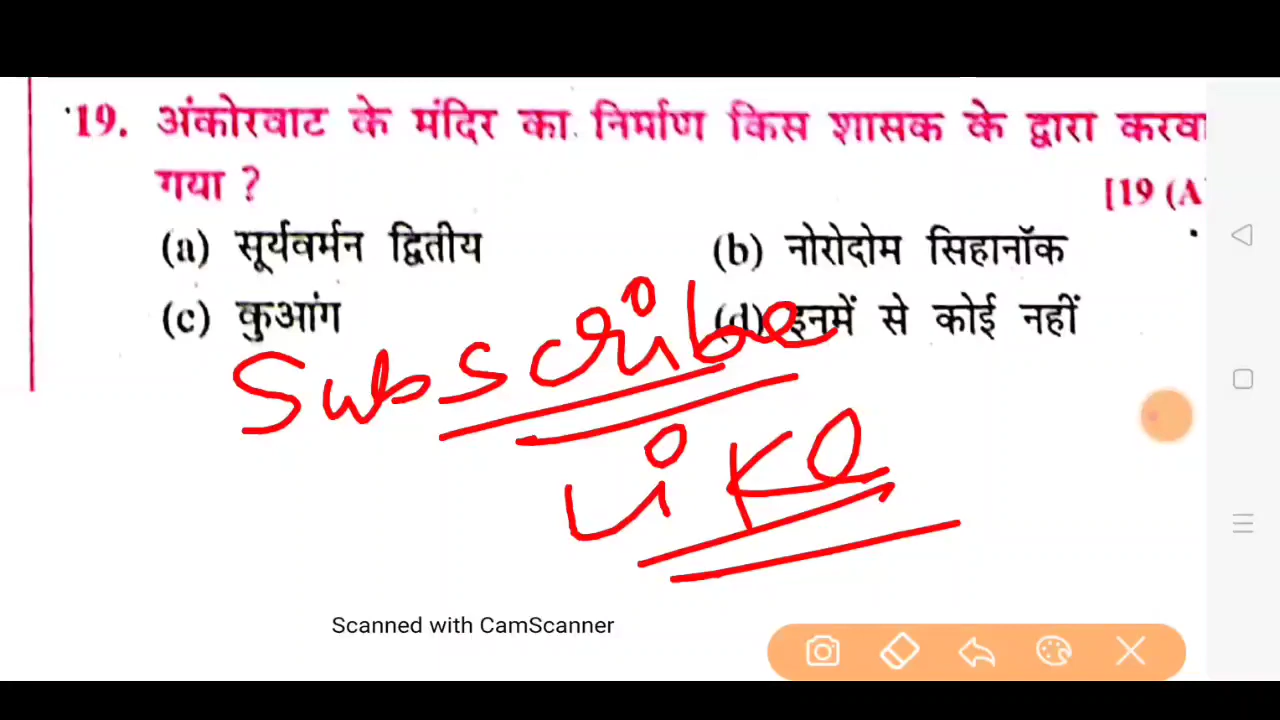 19. अंकोरवाट के मंदिर का निर्माण किस शासक के द्वारा करवा
गया ?
[19 (A
(a) सूर्यवर्मन द्वितीय
(b) नोरोदोम सिहानॉक
(c) कुआंग
(d) इनमें से कोई नहीं
Subscribe
Like
Scanned with CamScanner